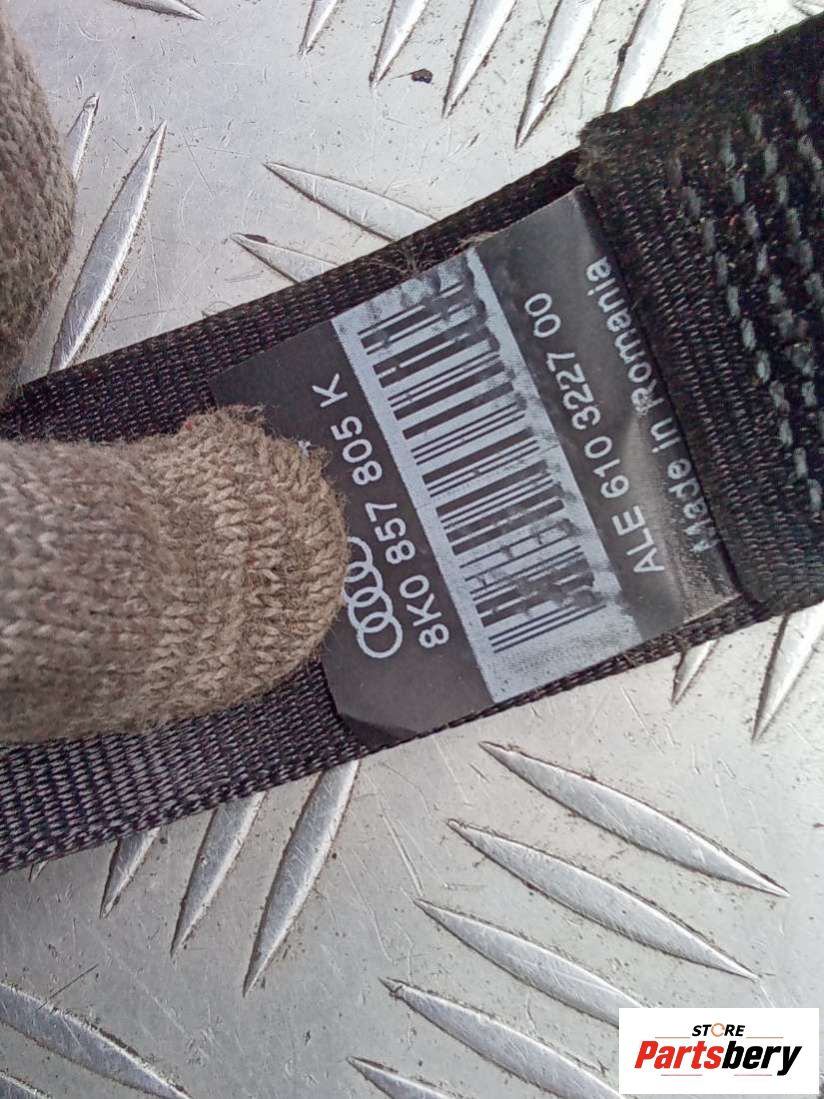 8K0 857 805 K
ALE 610 3227 00
Made in Romania
STORE
Partsbery